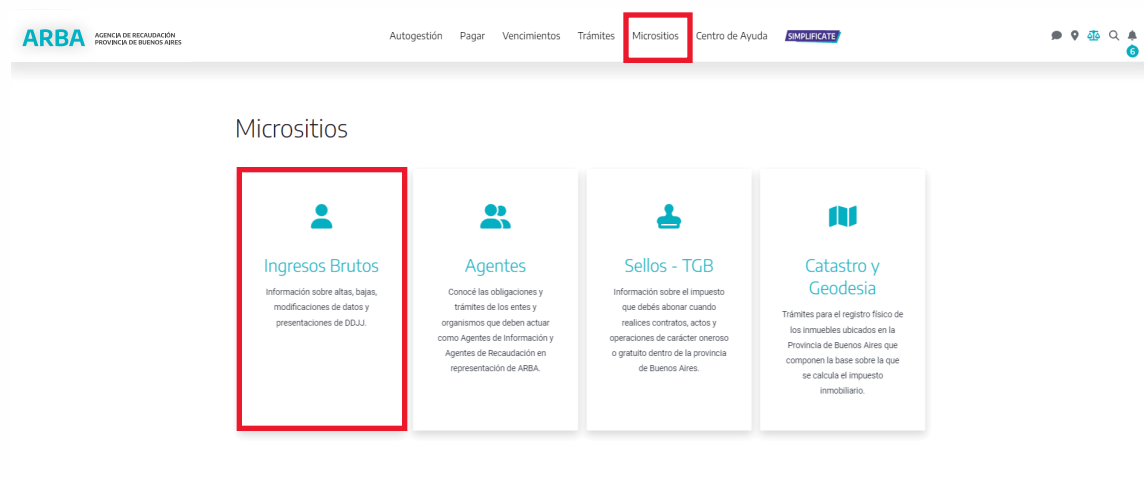 ARBA AGENCIA DE RECAUDACIÓN
PROVINCIA DE BUENOS AIRES
Autogestión Pagar Vencimientos Trámites Micrositios Centro de Ayuda SIMPLIFICATE
6
Micrositios
Ingresos Brutos
Información sobre altas, bajas,
modificaciones de datos y
presentaciones de DDJJ.
Agentes
Conocé las obligaciones y
trámites de los entes y
organismos que deben actuar
como Agentes de Información y
Agentes de Recaudación en
representación de ARBA.
Sellos - TGB
Información sobre el impuesto
que debés abonar cuando
realices contratos, actos y
operaciones de carácter oneroso
o gratuito dentro de la provincia
de Buenos Aires.
Catastro y
Geodesia
Trámites para el registro físico de
los inmuebles ubicados en la
Provincia de Buenos Aires que
componen la base sobre la que
se calcula el impuesto
inmobiliario.